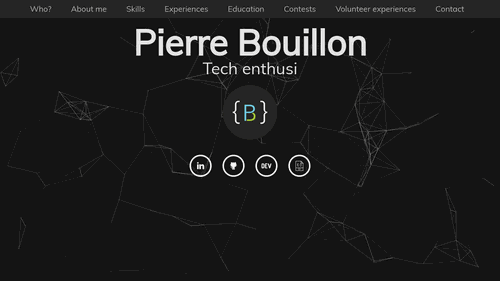 Who? About me Skills Experiences Education Contests Volunteer experiences Contact
Pierre Bouillon
Tech enthusi
{B}
in DEV